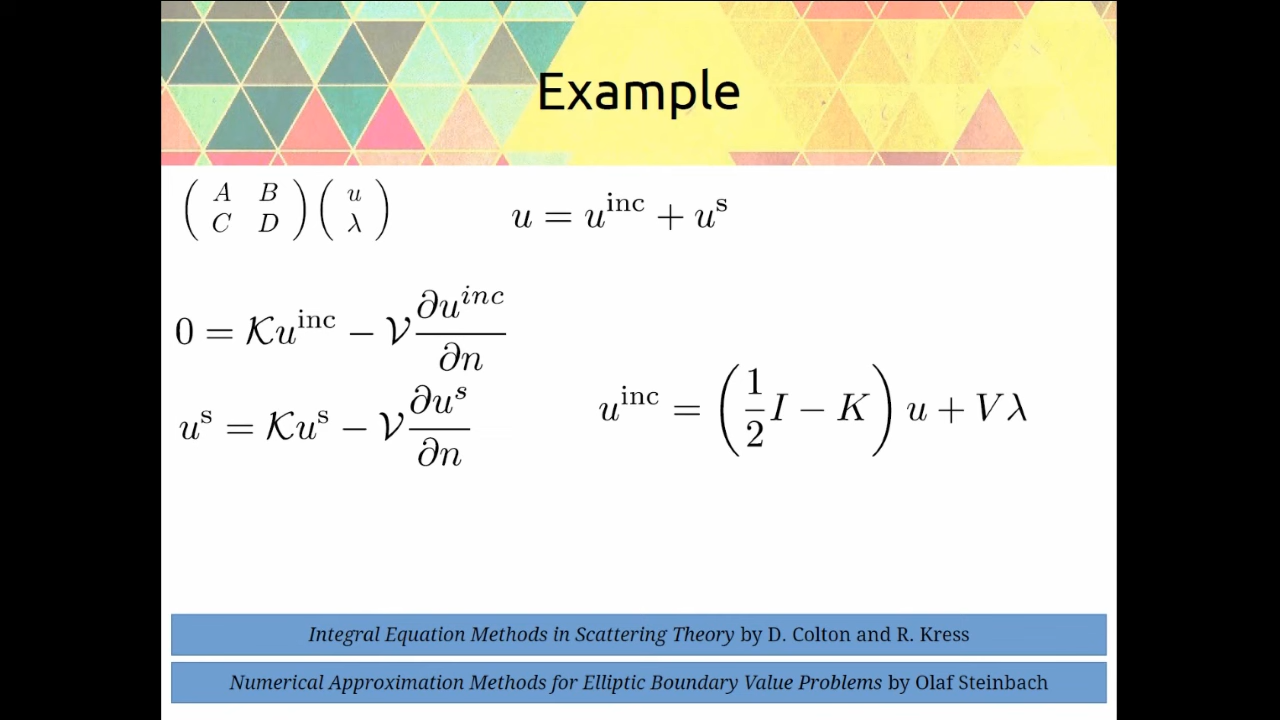 Example
( A B ) ( u )
( C D ) ( λ )
u = u^inc + u^s
0 = 𝒦u^inc − 𝒱 ∂u^inc/∂n
u^s = 𝒦u^s − 𝒱 ∂u^s/∂n
u^inc = (1/2 I − K) u + Vλ
Integral Equation Methods in Scattering Theory by D. Colton and R. Kress
Numerical Approximation Methods for Elliptic Boundary Value Problems by Olaf Steinbach